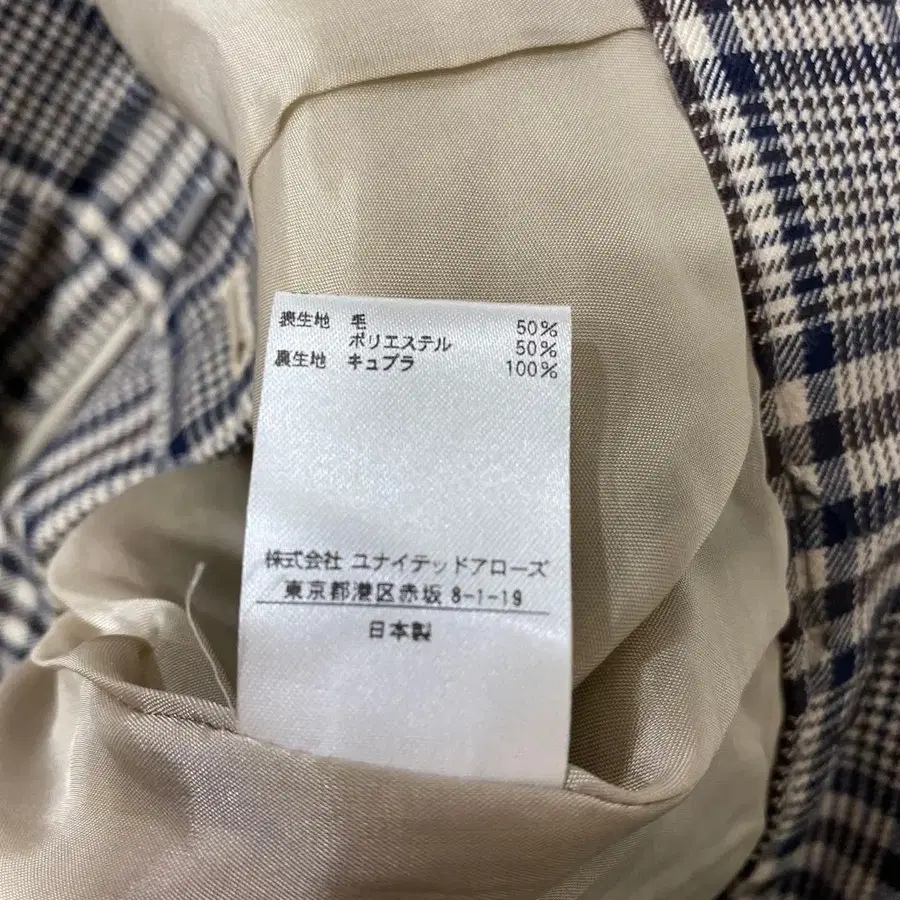 表生地 毛 50%
ポリエステル 50%
裏生地 キュプラ 100%
株式会社 ユナイテッドアローズ
東京都港区赤坂 8-1-19
日本製